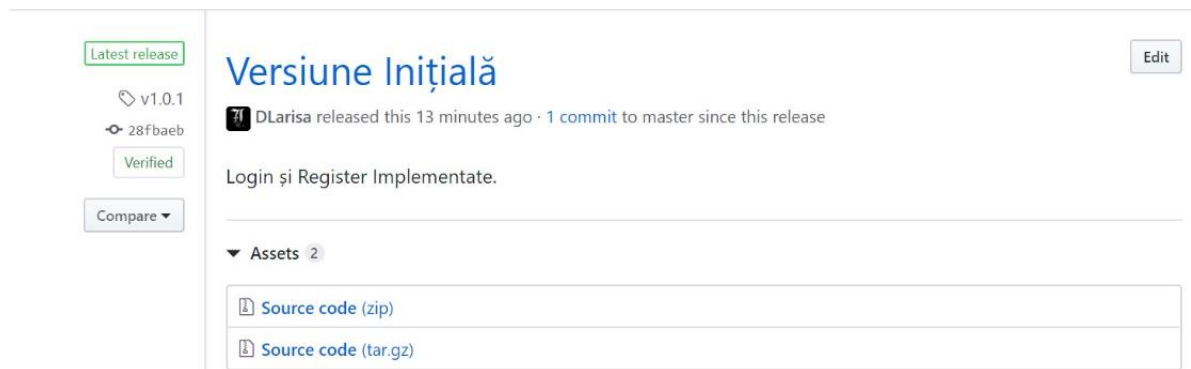 Latest release
v1.0.1
28fbaeb
Verified
Compare
Versiune Inițială
Edit
DLarisa released this 13 minutes ago · 1 commit to master since this release
Login și Register Implementate.
Assets 2
Source code (zip)
Source code (tar.gz)